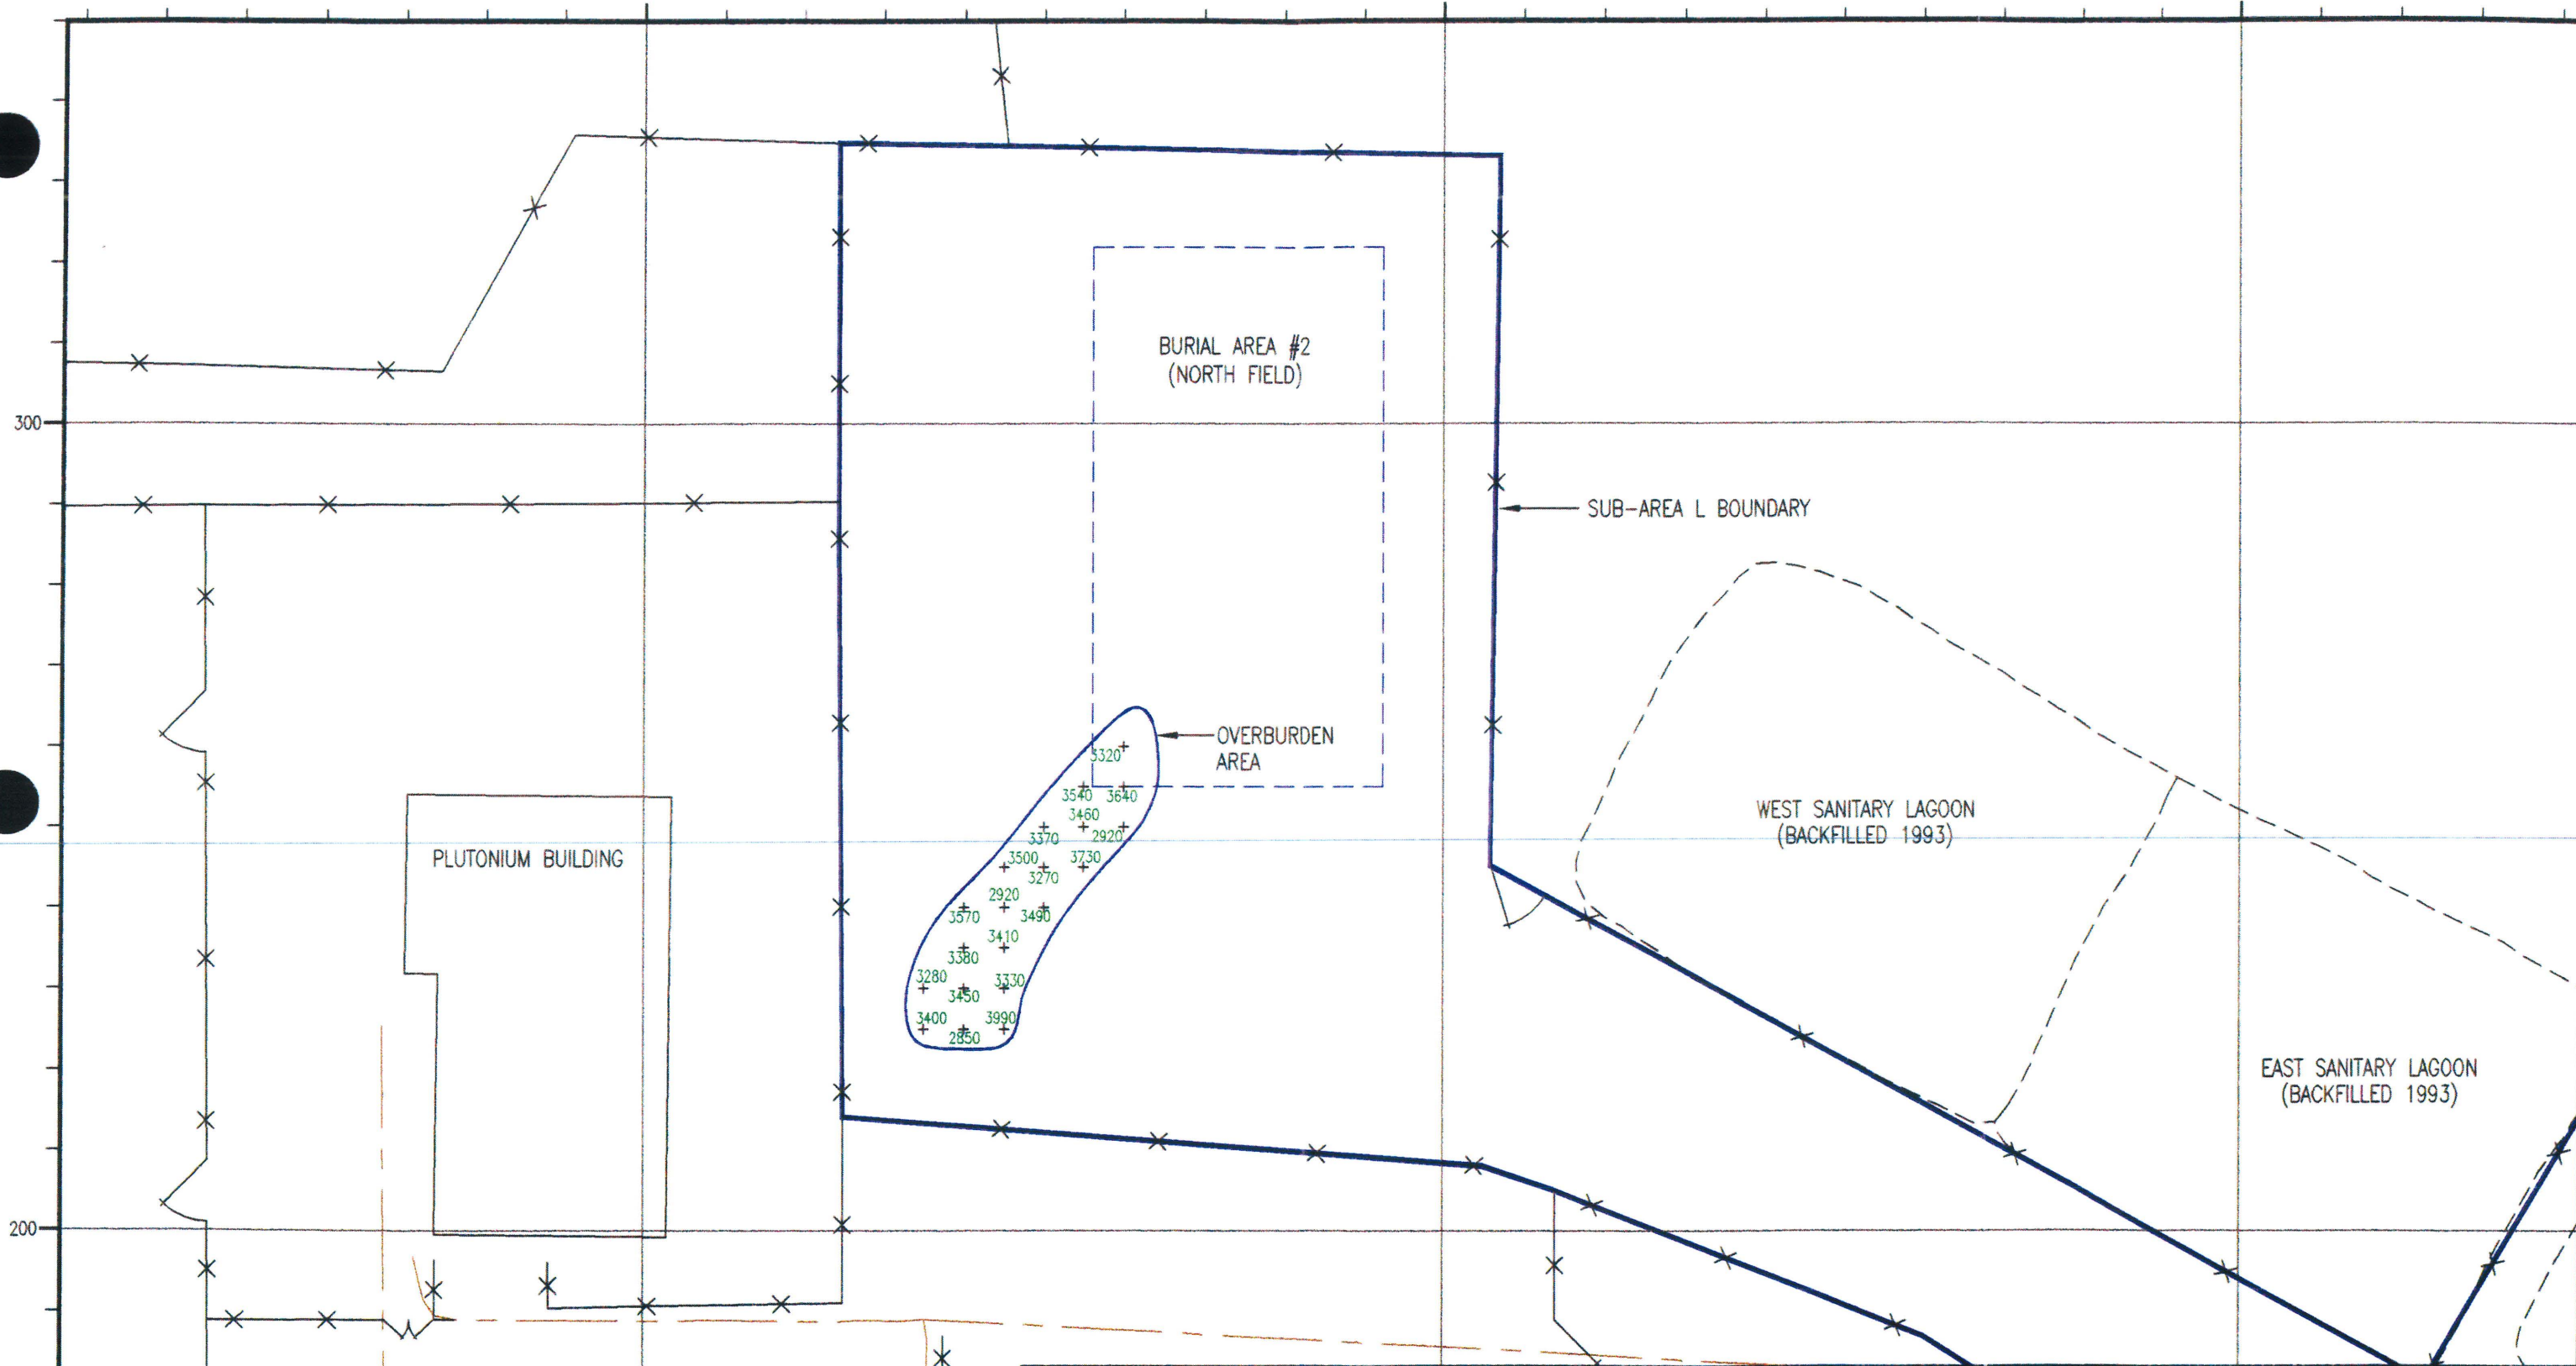 BURIAL AREA #2
(NORTH FIELD)
300
SUB-AREA L BOUNDARY
OVERBURDEN
AREA
3320
3540 3640
3460
3370 2920
3500 3730
3270
2920
3570 3490
3410
3380
3280 3330
3450
3400 3990
2850
WEST SANITARY LAGOON
(BACKFILLED 1993)
PLUTONIUM BUILDING
EAST SANITARY LAGOON
(BACKFILLED 1993)
200